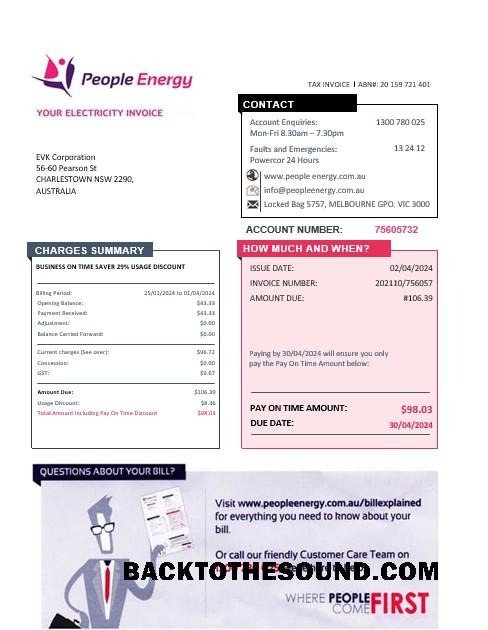 People Energy
TAX INVOICE | ABN#: 20 159 721 401
YOUR ELECTRICITY INVOICE
CONTACT
Account Enquiries: 1300 780 025
Mon-Fri 8.30am – 7.30pm
Faults and Emergencies: 13 24 12
Powercor 24 Hours
www.people energy.com.au
info@peopleenergy.com.au
Locked Bag 5757, MELBOURNE GPO. VIC 3000
EVK Corporation
56-60 Pearson St
CHARLESTOWN NSW 2290,
AUSTRALIA
ACCOUNT NUMBER: 75605732
CHARGES SUMMARY
BUSINESS ON TIME SAVER 29% USAGE DISCOUNT
Billing Period: 25/01/2024 to 01/04/2024
Opening Balance: $43.33
Payment Received: $43.33
Adjustment: $0.00
Balance Carried Forward: $0.00
Current charges (See over): $96.72
Concession: $0.00
GST: $9.67
Amount Due: $106.39
Usage Discount: $8.36
Total Amount Including Pay On Time Discount $98.03
HOW MUCH AND WHEN?
ISSUE DATE: 02/04/2024
INVOICE NUMBER: 202110/756057
AMOUNT DUE: #106.39
Paying by 30/04/2024 will ensure you only
pay the Pay On Time Amount below:
PAY ON TIME AMOUNT: $98.03
DUE DATE: 30/04/2024
QUESTIONS ABOUT YOUR BILL?
Visit www.peopleenergy.com.au/billexplained
for everything you need to know about your
bill.
Or call our friendly Customer Care Team on
BACKTOTHESOUND.COM
WHERE PEOPLE
COME FIRST